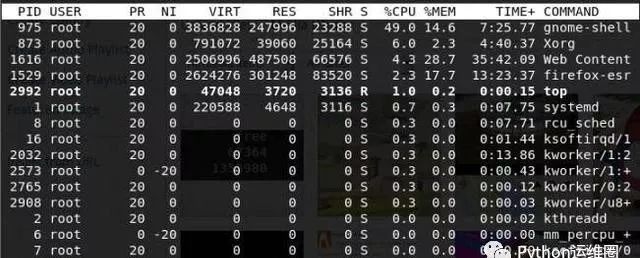 PID USER PR NI VIRT RES SHR S %CPU %MEM TIME+ COMMAND
975 root 20 0 3836828 247996 23288 S 49.0 14.6 7:25.77 gnome-shell
791 root 20 0 791072 39060 25164 S 6.0 2.3 4:40.37 Xorg
1616 root 20 0 2696996 487508 66576 S 4.3 28.7 35:42.09 Web Content
1529 root 20 0 2624276 301248 83520 S 2.3 17.7 13:23.37 firefox-esr
2992 root 20 0 47048 3720 3136 R 1.0 0.2 0:00.15 top
1 root 20 0 220588 4648 3116 S 0.7 0.3 0:07.75 systemd
8 root 20 0 0 0 0 S 0.3 0.0 0:07.71 rcu_sched
16 root 20 0 0 0 0 S 0.3 0.0 0:01.44 ksoftirqd/1
2032 root 20 0 0 0 0 S 0.3 0.0 0:13.86 kworker/1:2
2573 root 0 -20 0 0 0 S 0.3 0.0 0:00.43 kworker/1:+
2765 root 20 0 0 0 0 S 0.3 0.0 0:00.12 kworker/0:2
2908 root 20 0 0 0 0 S 0.3 0.0 0:00.03 kworker/u8+
2 root 20 0 0 0 0 S 0.0 0.0 0:00.02 kthreadd
6 root 0 -20 0 0 0 S 0.0 0.0 0:00.00 mm_percpu_+
7 root 20 0 0 0 0 S
Python运维圈